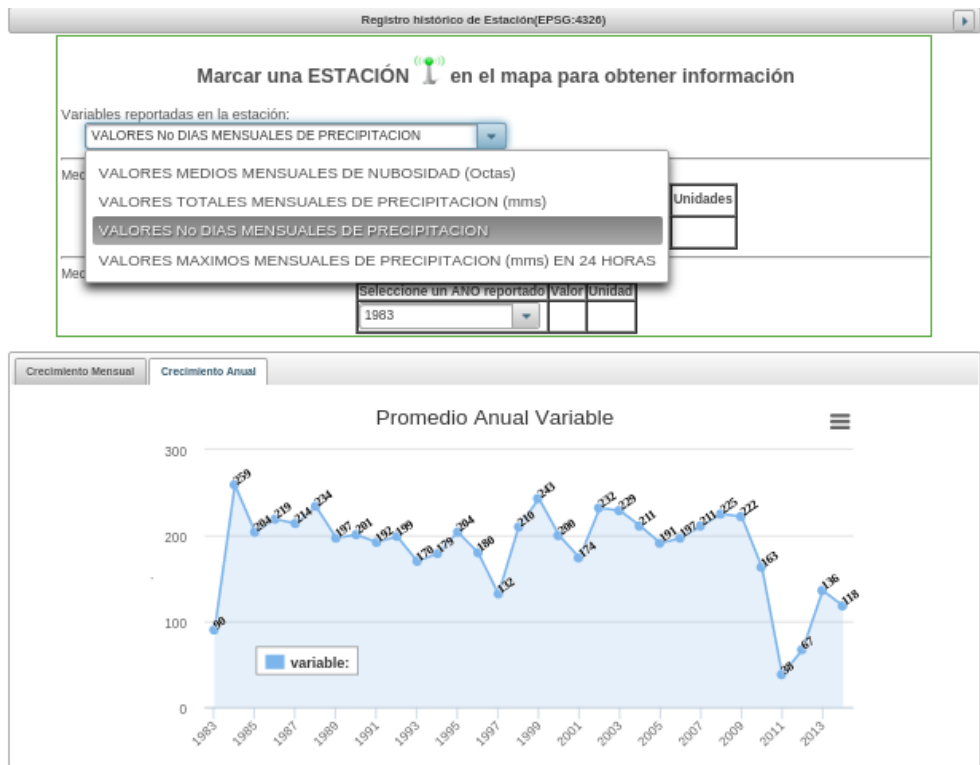 Registro histórico de Estación(EPSG:4326)
Marcar una ESTACIÓN en el mapa para obtener información
Variables reportadas en la estación:
VALORES No DIAS MENSUALES DE PRECIPITACION
VALORES MEDIOS MENSUALES DE NUBOSIDAD (Octas)
VALORES TOTALES MENSUALES DE PRECIPITACION (mms)
VALORES No DIAS MENSUALES DE PRECIPITACION
VALORES MAXIMOS MENSUALES DE PRECIPITACION (mms) EN 24 HORAS
Unidades
Seleccione un ANO reportado Valor Unidad
1983
Crecimiento Mensual Crecimiento Anual
Promedio Anual Variable
300
200
100
0
90 259 204 219 214 234 197 201 192 199 170 179 204 180 132 210 243 200 174 232 229 211 191 197 211 225 222 163 38 67 136 118
variable:
1983 1985 1987 1989 1991 1993 1995 1997 1999 2001 2003 2005 2007 2009 2011 2013